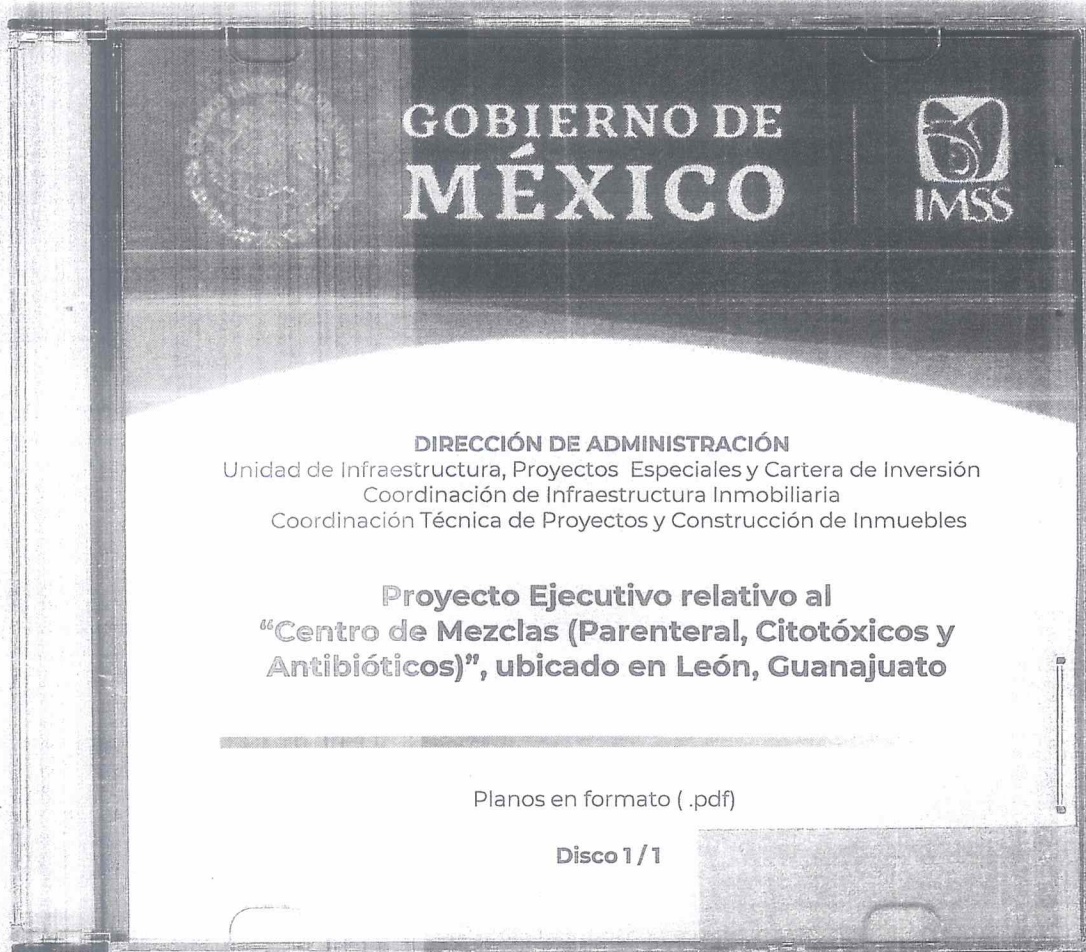 GOBIERNO DE
MÉXICO
IMSS
DIRECCIÓN DE ADMINISTRACIÓN
Unidad de Infraestructura, Proyectos Especiales y Cartera de Inversión
Coordinación de Infraestructura Inmobiliaria
Coordinación Técnica de Proyectos y Construcción de Inmuebles
Proyecto Ejecutivo relativo al
“Centro de Mezclas (Parenteral, Citotóxicos y
Antibióticos)”, ubicado en León, Guanajuato
Planos en formato ( .pdf)
Disco 1 / 1